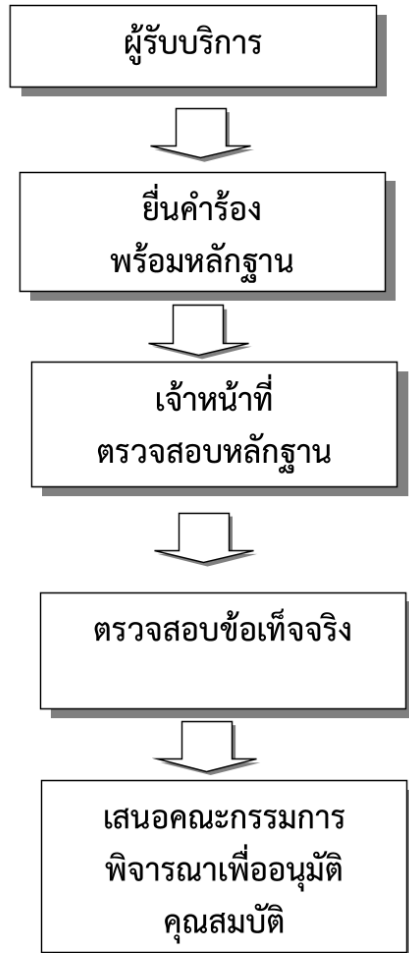 ผู้รับบริการ
ยื่นคำร้อง
พร้อมหลักฐาน
เจ้าหน้าที่
ตรวจสอบหลักฐาน
ตรวจสอบข้อเท็จจริง
เสนอคณะกรรมการ
พิจารณาเพื่ออนุมัติ
คุณสมบัติ